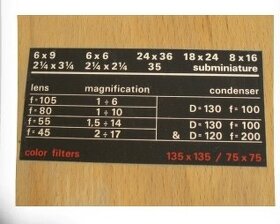 6 x 9 6 x 6 24 x 36 18 x 24 8 x 16
2¼ x 3¼ 2¼ x 2¼ 35 subminiature
lens magnification condenser
f=105 1 ÷ 6
f= 80 1 ÷ 10 D=130 f=100
f= 55 1,5 ÷ 14 D=130 f=100
f= 45 2 ÷ 17 & D=120 f=200
color filters 135 x 135 / 75 x 75